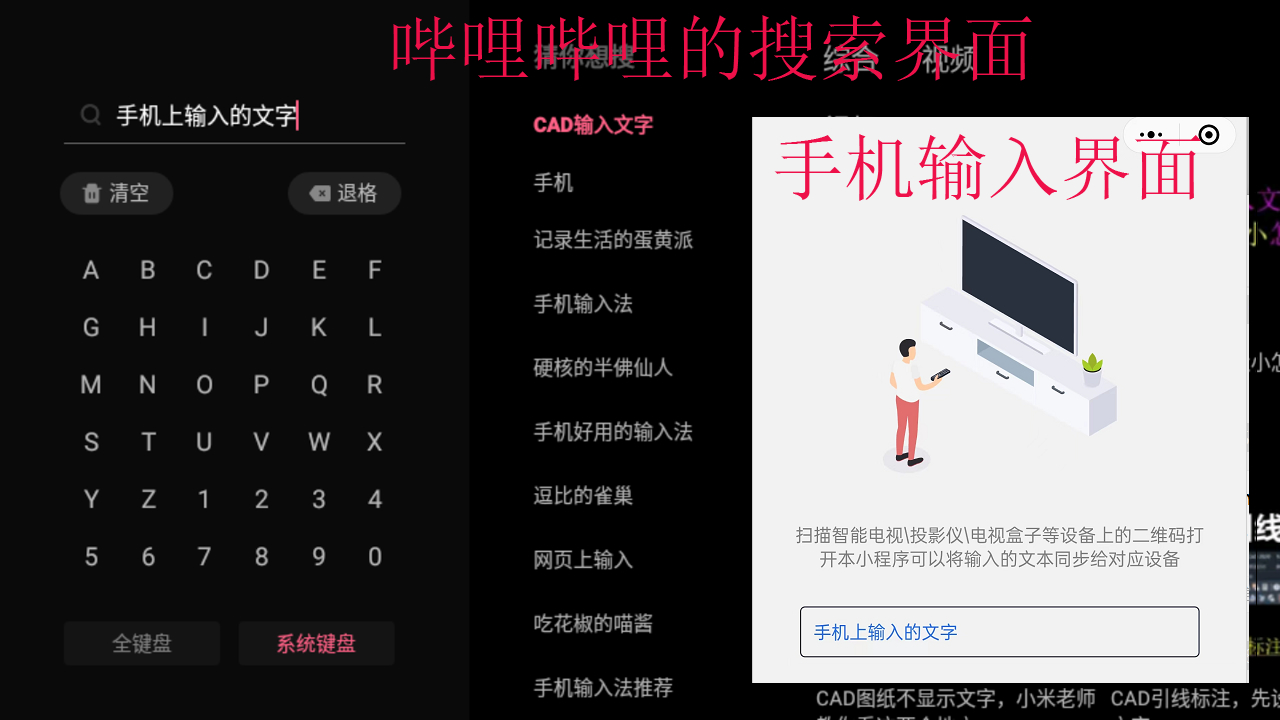 哔哩哔哩的搜索界面
猜你想搜
综合 视频
手机上输入的文字
清空 退格
A B C D E F
G H I J K L
M N O P Q R
S T U V W X
Y Z 1 2 3 4
5 6 7 8 9 0
全键盘 系统键盘
CAD输入文字
手机
记录生活的蛋黄派
手机输入法
硬核的半佛仙人
手机好用的输入法
逗比的雀巢
网页上输入
吃花椒的喵酱
手机输入法推荐
手机输入界面
扫描智能电视\投影仪\电视盒子等设备上的二维码打
开本小程序可以将输入的文本同步给对应设备
手机上输入的文字
CAD图纸不显示文字，小米老师
CAD引线标注，先